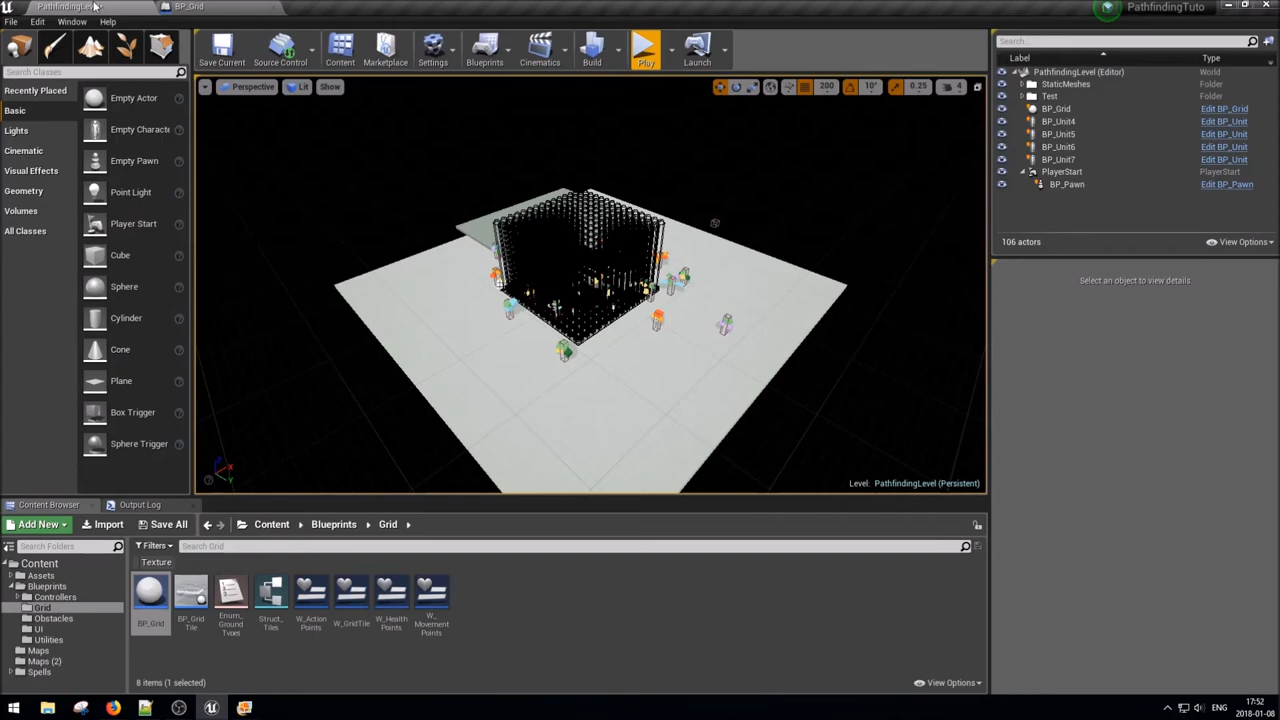 PathfindingLevel
BP_Grid
PathfindingTuto
File Edit Window Help
Search Classes
Recently Placed
Basic
Lights
Cinematic
Visual Effects
Geometry
Volumes
All Classes
Empty Actor
Empty Characte
Empty Pawn
Point Light
Player Start
Cube
Sphere
Cylinder
Cone
Plane
Box Trigger
Sphere Trigger
Save Current
Source Control
Content
Marketplace
Settings
Blueprints
Cinematics
Build
Play
Launch
Perspective
Lit
Show
200
10°
0.25
4
Level: PathfindingLevel (Persistent)
Search...
Label Type
PathfindingLevel (Editor) World
StaticMeshes Folder
Test Folder
BP_Grid Edit BP_Grid
BP_Unit4 Edit BP_Unit
BP_Unit5 Edit BP_Unit
BP_Unit6 Edit BP_Unit
BP_Unit7 Edit BP_Unit
PlayerStart PlayerStart
BP_Pawn Edit BP_Pawn
106 actors
View Options
Select an object to view details.
Content Browser
Output Log
Add New
Import
Save All
Content
Blueprints
Grid
Search Folders
Filters
Search Grid
Texture
Content
Assets
Blueprints
Controllers
Grid
Obstacles
UI
Utilities
Maps
Maps (2)
Spells
BP_Grid
BP_Grid
Tile
Enum_
Ground
Types
Struct_
Tiles
W_Action
Points
W_GridTile
W_Health
Points
W_
Movement
Points
8 items (1 selected)
View Options
ENG
17:52
2018-01-08